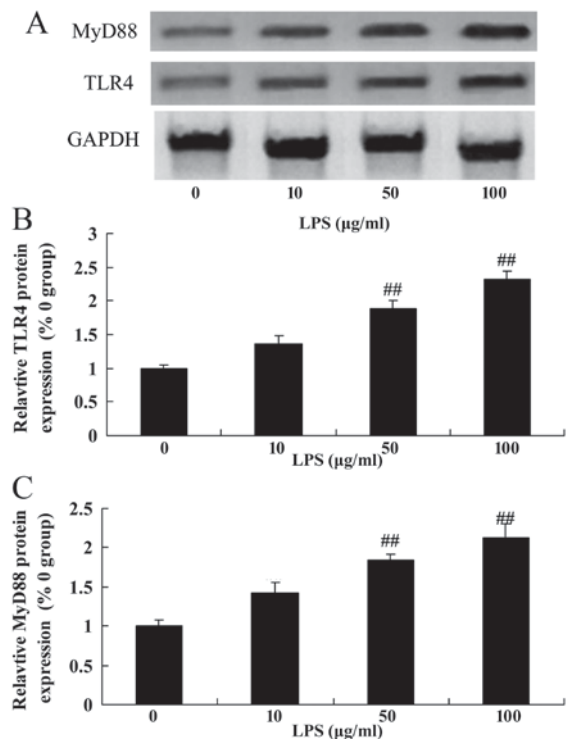 A
MyD88
TLR4
GAPDH
0 10 50 100
LPS (μg/ml)
B
Relavtive TLR4 protein
expression (% 0 group)
3
2.5
2
1.5
1
0.5
0
##
##
0 10 50 100
LPS (μg/ml)
C
Relavtive MyD88 protein
expression (% 0 group)
2.5
2
1.5
1
0.5
0
##
##
0 10 50 100
LPS (μg/ml)